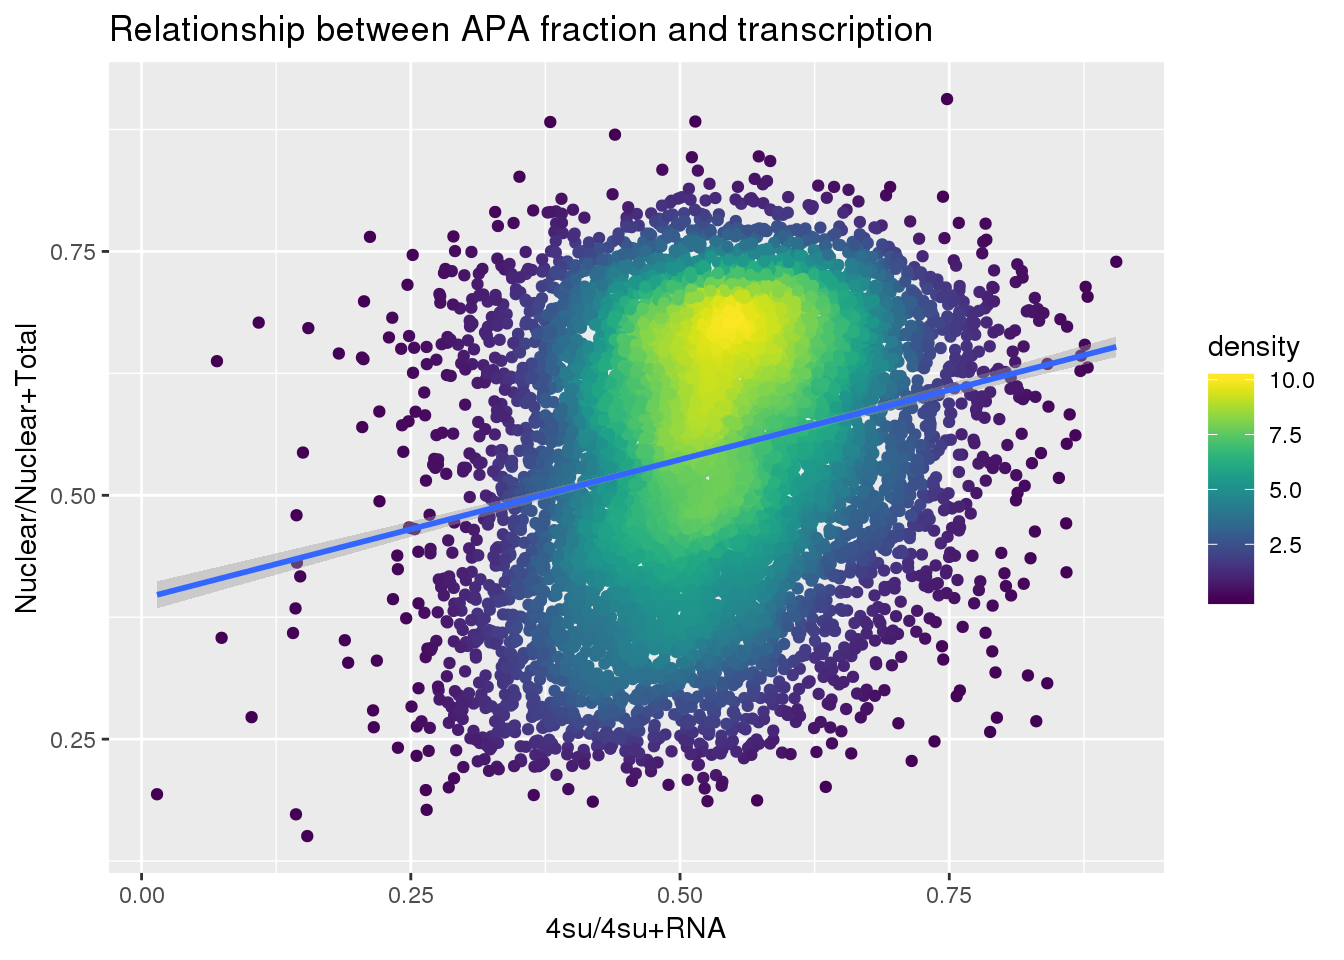 Relationship between APA fraction and transcription
Nuclear/Nuclear+Total
0.75
0.50
0.25
0.00
0.25
0.50
0.75
4su/4su+RNA
density
10.0
7.5
5.0
2.5